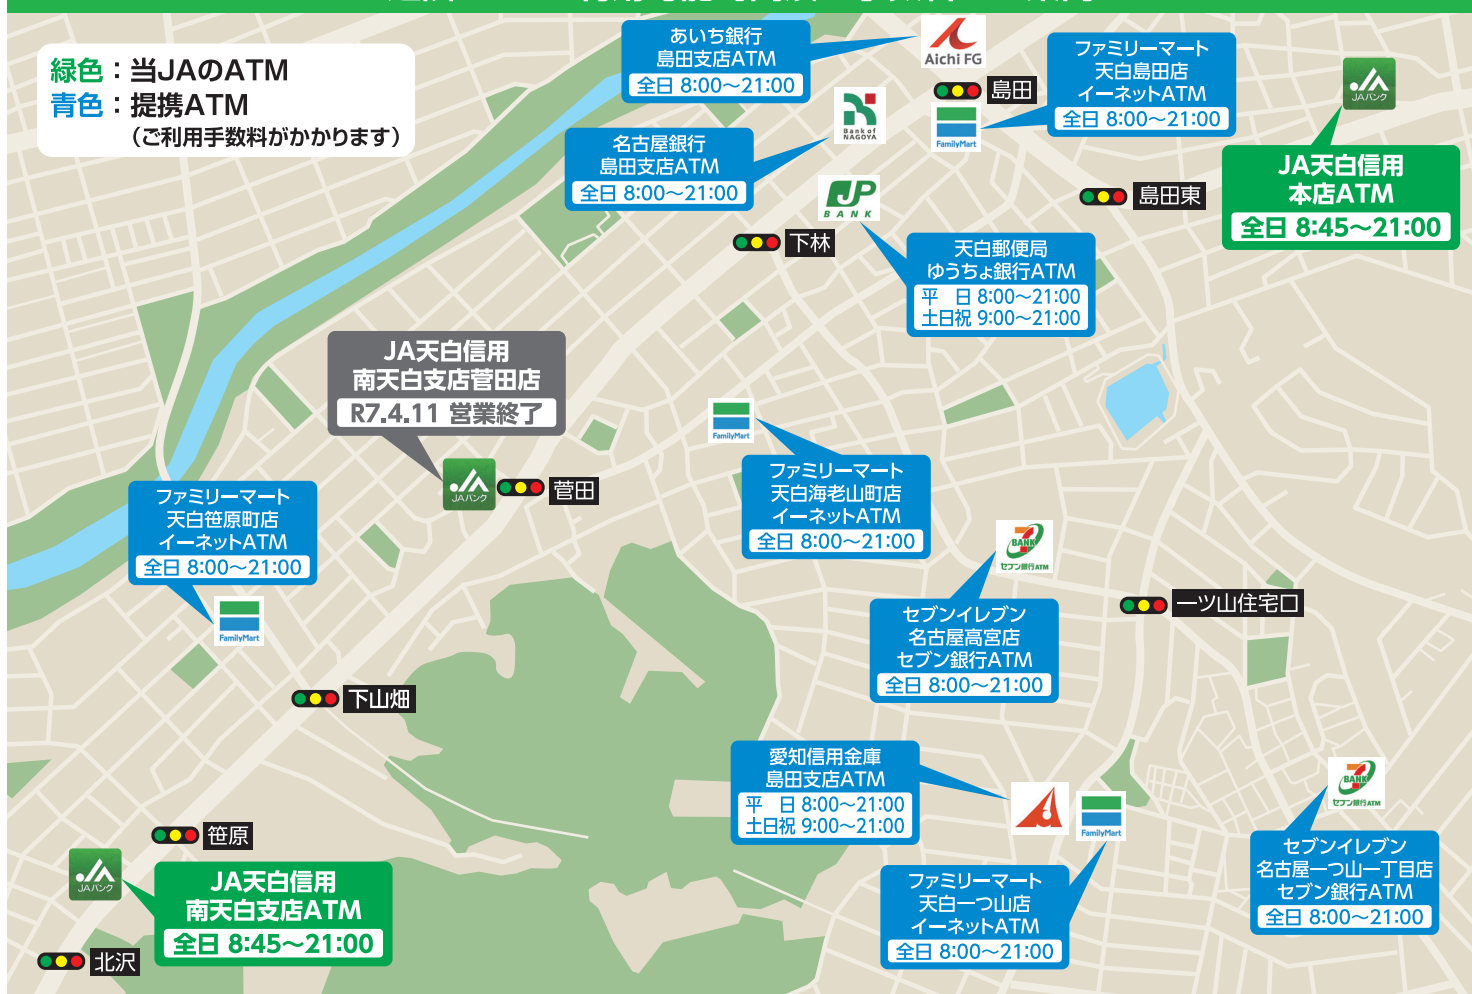 緑色：当JAのATM
青色：提携ATM
（ご利用手数料がかかります）
あいち銀行
島田支店ATM
全日 8:00～21:00
Aichi FG
島田
ファミリーマート
天白島田店
イーネットATM
全日 8:00～21:00
FamilyMart
JAバンク
JA天白信用
本店ATM
全日 8:45～21:00
Bank of
NAGOYA
名古屋銀行
島田支店ATM
全日 8:00～21:00
島田東
JP
BANK
下林
天白郵便局
ゆうちょ銀行ATM
平　日 8:00～21:00
土日祝 9:00～21:00
JA天白信用
南天白支店菅田店
R7.4.11 営業終了
JAバンク
菅田
FamilyMart
ファミリーマート
天白海老山町店
イーネットATM
全日 8:00～21:00
ファミリーマート
天白笹原町店
イーネットATM
全日 8:00～21:00
FamilyMart
7
BANK
セブン銀行ATM
セブンイレブン
名古屋高宮店
セブン銀行ATM
全日 8:00～21:00
一ツ山住宅口
下山畑
愛知信用金庫
島田支店ATM
平　日 8:00～21:00
土日祝 9:00～21:00
FamilyMart
ファミリーマート
天白一つ山店
イーネットATM
全日 8:00～21:00
7
BANK
セブン銀行ATM
セブンイレブン
名古屋一つ山一丁目店
セブン銀行ATM
全日 8:00～21:00
笹原
JAバンク
JA天白信用
南天白支店ATM
全日 8:45～21:00
北沢